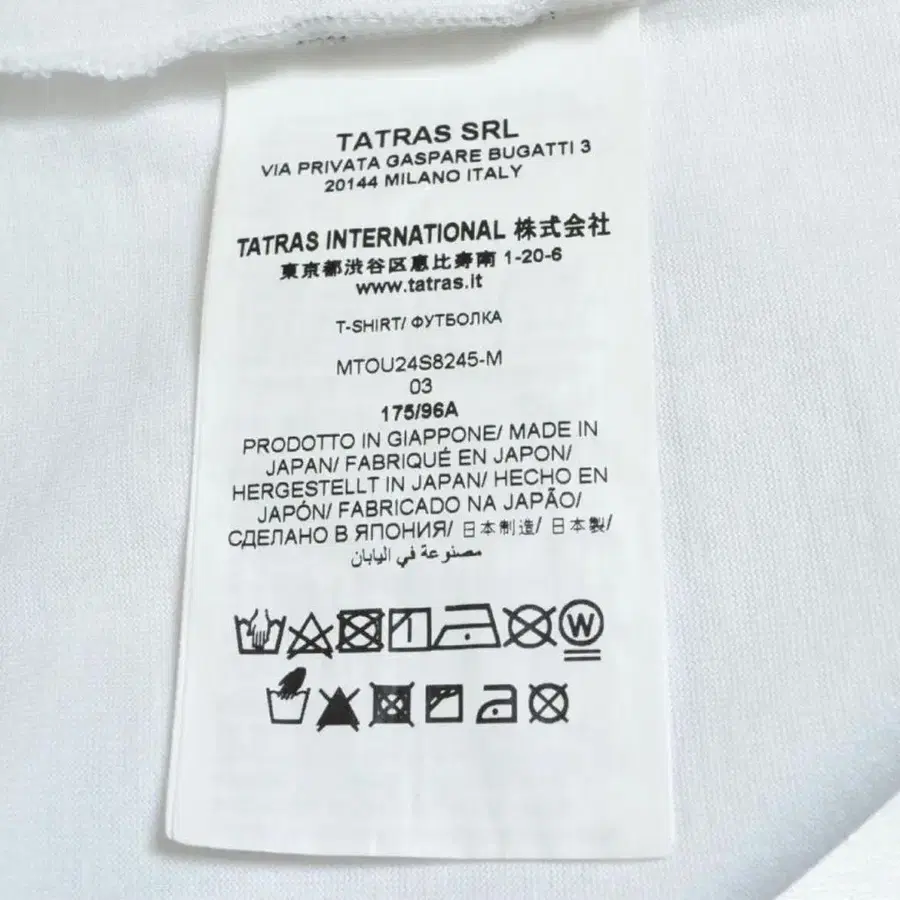 TATRAS SRL
VIA PRIVATA GASPARE BUGATTI 3
20144 MILANO ITALY
TATRAS INTERNATIONAL 株式会社
東京都渋谷区恵比寿南 1-20-6
www.tatras.it
T-SHIRT/ ФУТБОЛКА
MTOU24S8245-M
03
175/96A
PRODOTTO IN GIAPPONE/ MADE IN
JAPAN/ FABRIQUÉ EN JAPON/
HERGESTELLT IN JAPAN/ HECHO EN
JAPÓN/ FABRICADO NA JAPÃO/
СДЕЛАНО В ЯПОНИЯ/ 日本制造/ 日本製/
مصنوعة في اليابان
W